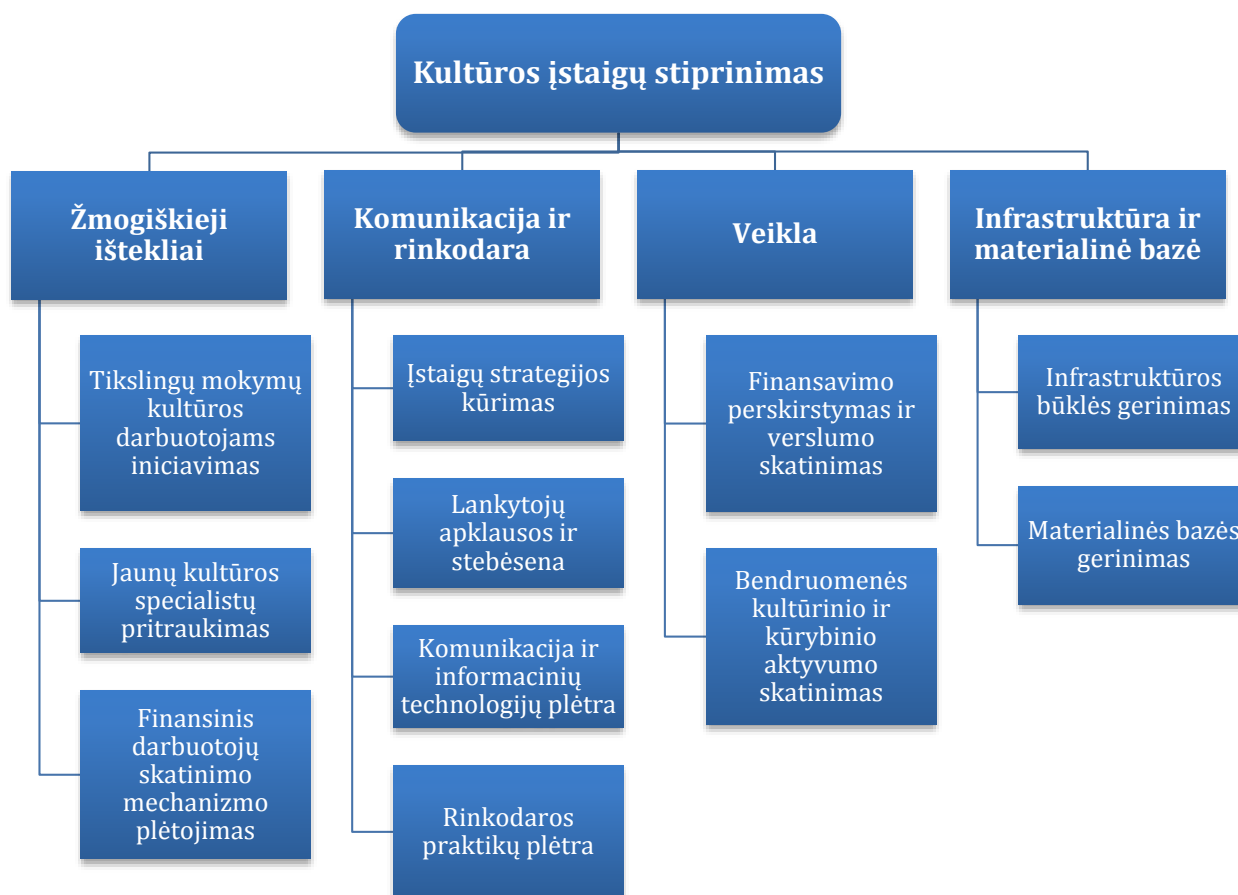 Kultūros įstaigų stiprinimas
Žmogiškieji
ištekliai
Tikslingų mokymų
kultūros
darbuotojams
iniciavimas
Jaunų kultūros
specialistų
pritraukimas
Finansinis
darbuotojų
skatinimo
mechanizmo
plėtojimas
Komunikacija ir
rinkodara
Įstaigų strategijos
kūrimas
Lankytojų
apklausos ir
stebėsena
Komunikacija ir
informacinių
technologijų plėtra
Rinkodaros
praktikų plėtra
Veikla
Finansavimo
perskirstymas ir
verslumo
skatinimas
Bendruomenės
kultūrinio ir
kūrybinio
aktyvumo
skatinimas
Infrastruktūra ir
materialinė bazė
Infrastruktūros
būklės gerinimas
Materialinės bazės
gerinimas